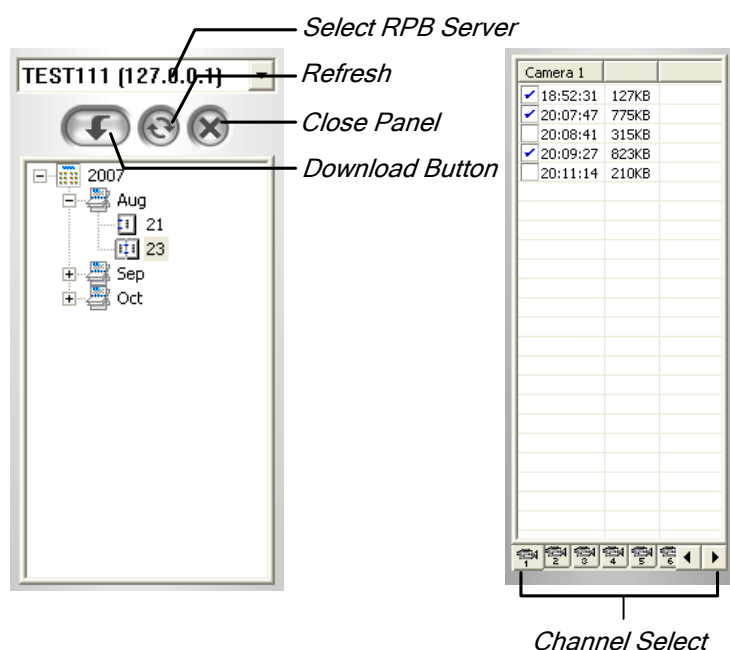 Select RPB Server
TEST111 (127.0.0.1)
Refresh
Close Panel
Download Button
2007
Aug
21
23
Sep
Oct
Camera 1
18:52:31 127KB
20:07:47 775KB
20:08:41 315KB
20:09:27 823KB
20:11:14 210KB
1 2 3 4 5 6
Channel Select